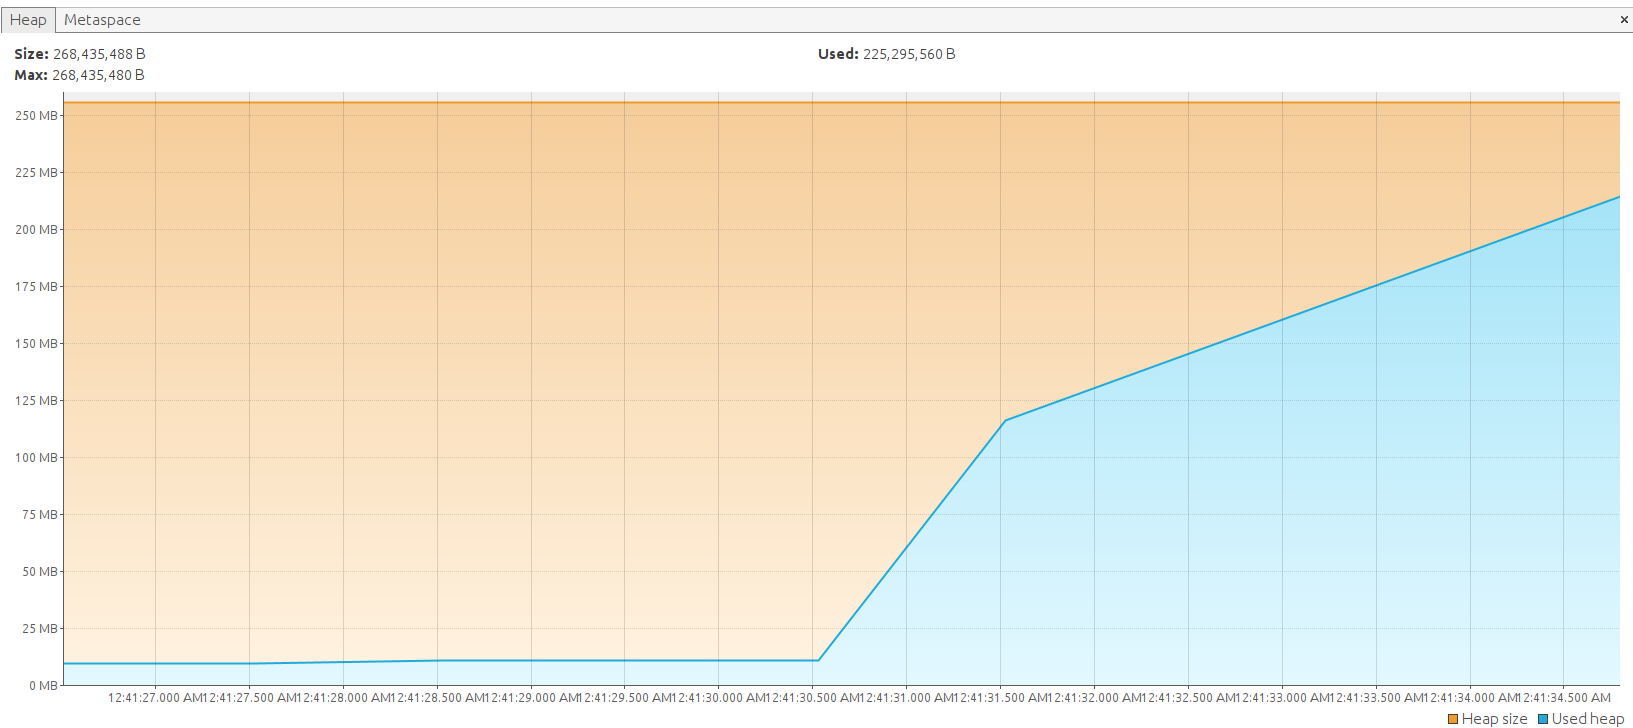 Heap Metaspace ×
Size: 268,435,488 B Used: 225,295,560 B
Max: 268,435,480 B
250 MB
225 MB
200 MB
175 MB
150 MB
125 MB
100 MB
75 MB
50 MB
25 MB
0 MB
12:41:27.000 AM 12:41:27.500 AM 12:41:28.000 AM 12:41:28.500 AM 12:41:29.000 AM 12:41:29.500 AM 12:41:30.000 AM 12:41:30.500 AM 12:41:31.000 AM 12:41:31.500 AM 12:41:32.000 AM 12:41:32.500 AM 12:41:33.000 AM 12:41:33.500 AM 12:41:34.000 AM 12:41:34.500 AM
Heap size Used heap